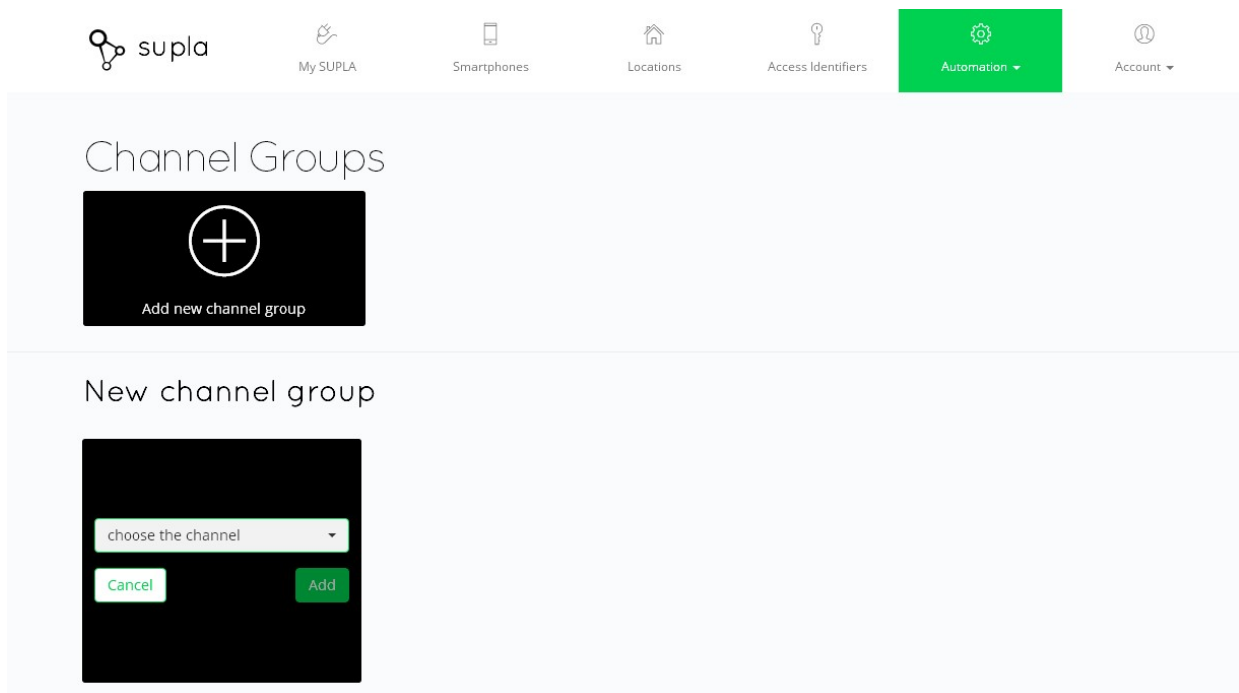 supla
My SUPLA
Smartphones
Locations
Access Identifiers
Automation
Account
Channel Groups
Add new channel group
New channel group
choose the channel
Cancel
Add